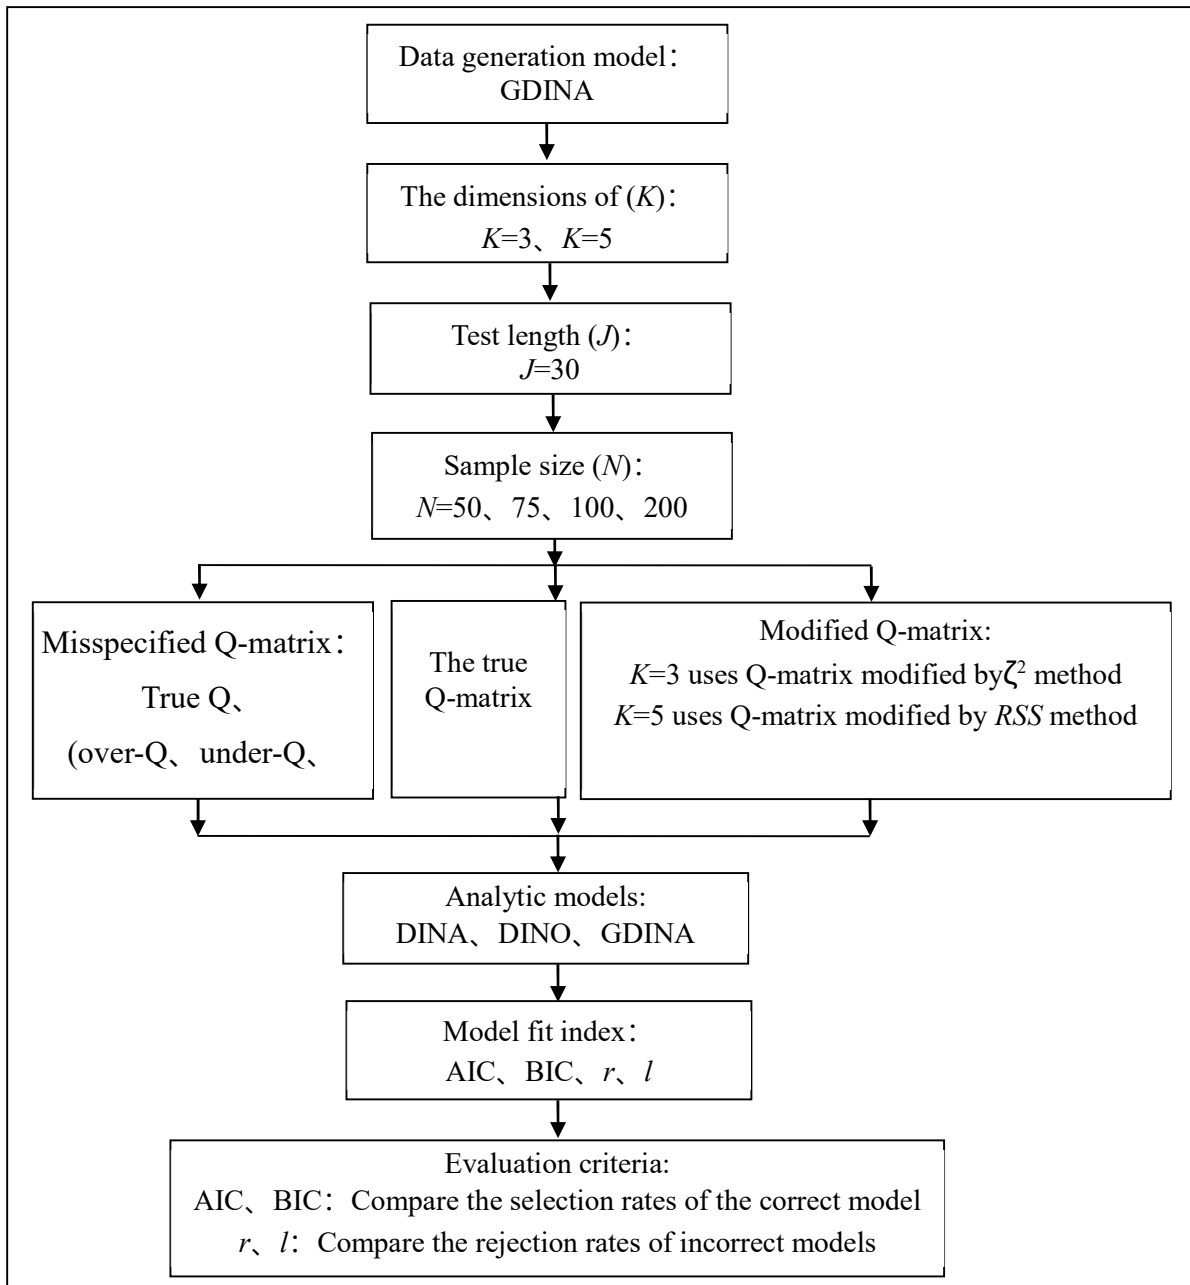 Data generation model：
GDINA
The dimensions of (K)：
K=3、K=5
Test length (J)：
J=30
Sample size (N)：
N=50、75、100、200
Misspecified Q-matrix：
True Q、
(over-Q、under-Q、
The true
Q-matrix
Modified Q-matrix:
K=3 uses Q-matrix modified byζ² method
K=5 uses Q-matrix modified by RSS method
Analytic models:
DINA、DINO、GDINA
Model fit index：
AIC、BIC、r、l
Evaluation criteria:
AIC、BIC：Compare the selection rates of the correct model
r、l：Compare the rejection rates of incorrect models